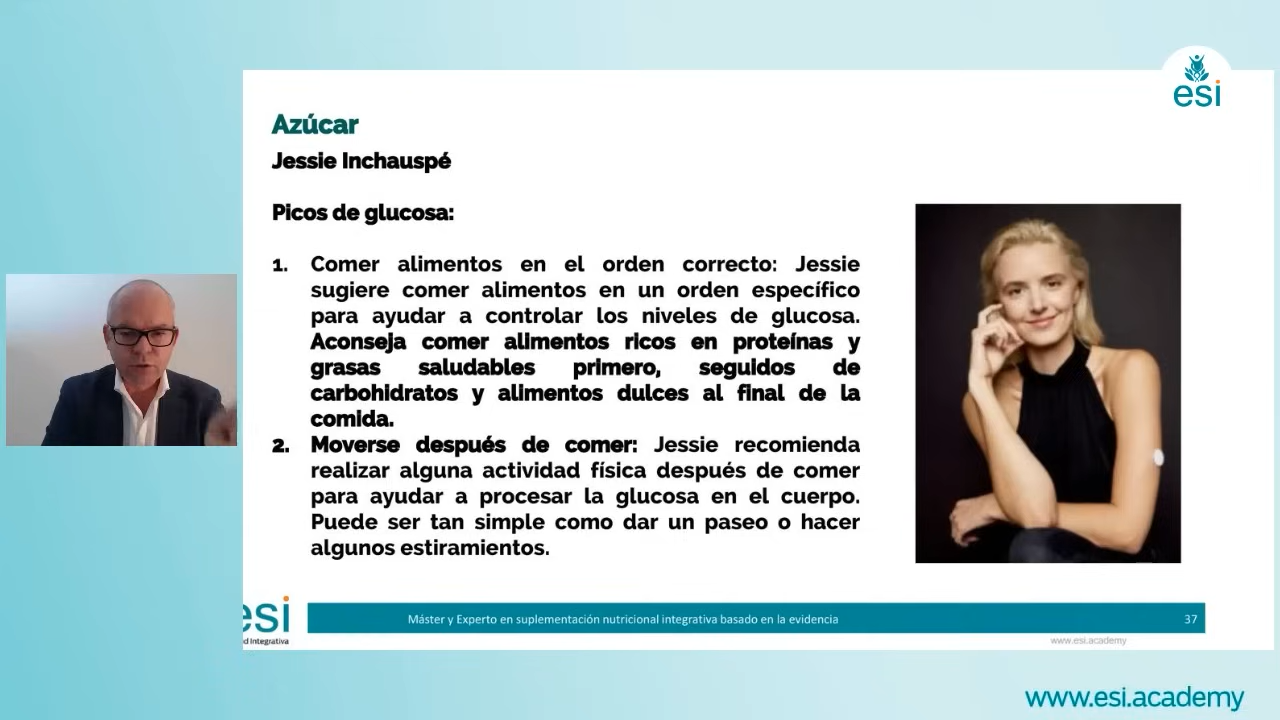 esi
Azúcar
Jessie Inchauspé
Picos de glucosa:
1. Comer alimentos en el orden correcto: Jessie
sugiere comer alimentos en un orden específico
para ayudar a controlar los niveles de glucosa.
Aconseja comer alimentos ricos en proteínas y
grasas saludables primero, seguidos de
carbohidratos y alimentos dulces al final de la
comida.
2. Moverse después de comer: Jessie recomienda
realizar alguna actividad física después de comer
para ayudar a procesar la glucosa en el cuerpo.
Puede ser tan simple como dar un paseo o hacer
algunos estiramientos.
esi
d Integrativa
Máster y Experto en suplementación nutricional integrativa basado en la evidencia
37
www.esi.academy
www.esi.academy